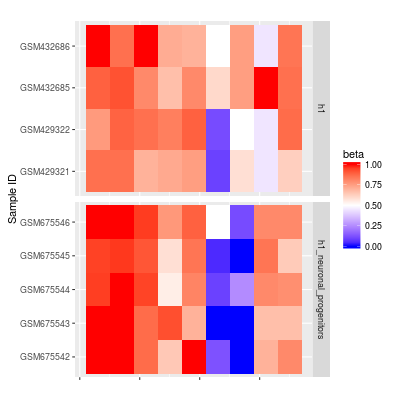 GSM432686
GSM432685
GSM429322
GSM429321
h1
Sample ID
GSM675546
GSM675545
GSM675544
GSM675543
GSM675542
h1_neuronal_progenitors
beta
1.00
0.75
0.50
0.25
0.00